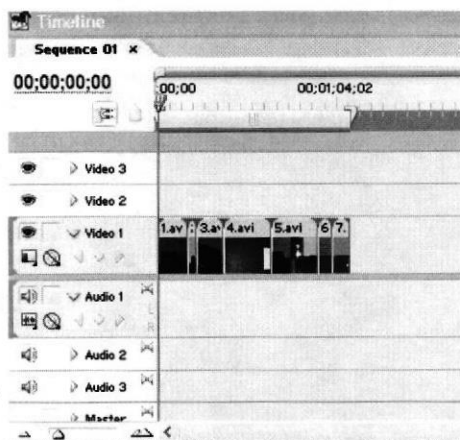 Timeline
Sequence 01 ×
00;00;00;00
;00;00 00;01;04;02
Video 3
Video 2
Video 1
1.av 3.av 4.avi 5.avi 6 7.
Audio 1
L
R
Audio 2
Audio 3
Master